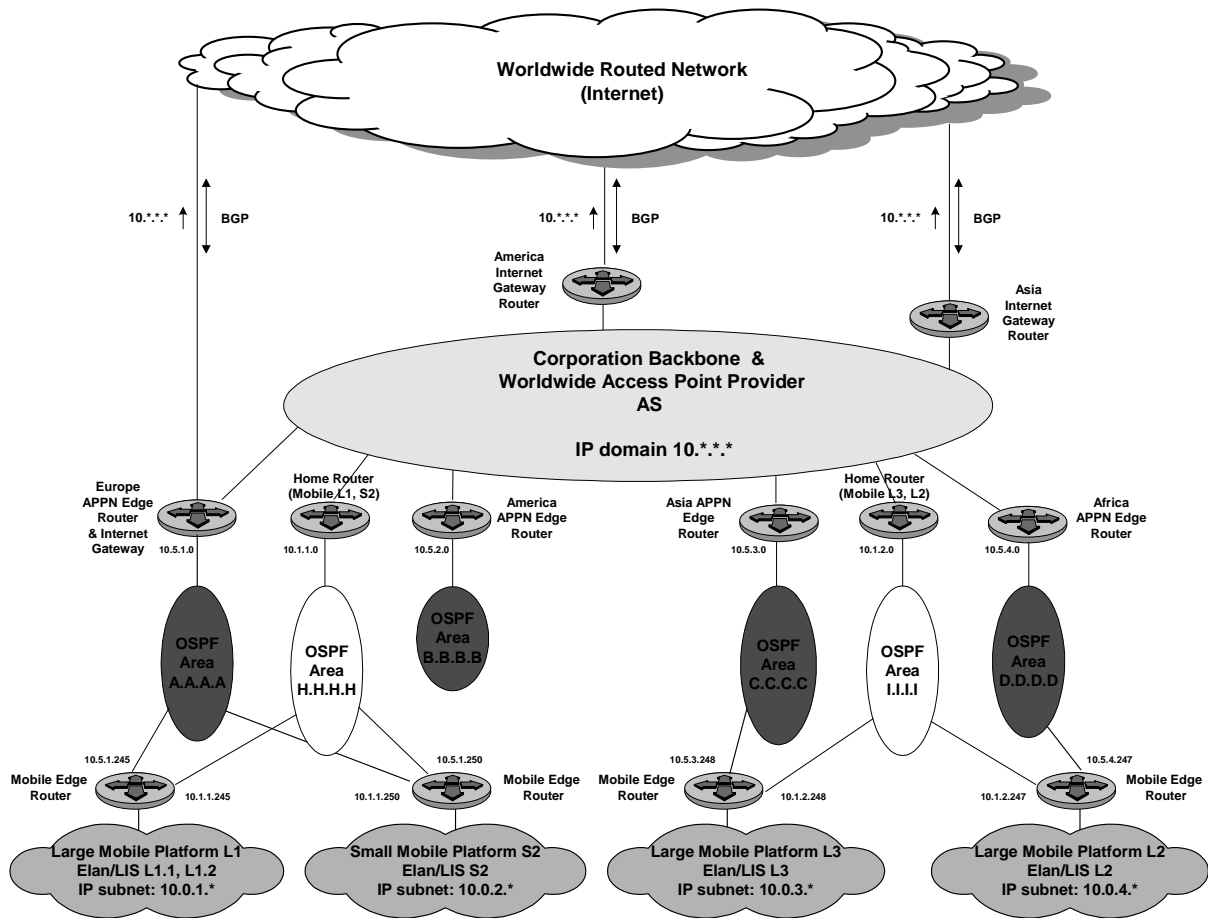 Worldwide Routed Network
(Internet)
10.*.*.*
BGP
10.*.*.*
BGP
10.*.*.*
BGP
America
Internet
Gateway
Router
Asia
Internet
Gateway
Router
Corporation Backbone &
Worldwide Access Point Provider
AS
IP domain 10.*.*.*
Europe
APPN Edge
Router
& Internet
Gateway
10.5.1.0
Home Router
(Mobile L1, S2)
10.1.1.0
America
APPN Edge
Router
10.5.2.0
Asia APPN
Edge
Router
10.5.3.0
Home Router
(Mobile L3, L2)
10.1.2.0
Africa
APPN Edge
Router
10.5.4.0
OSPF
Area
A.A.A.A
OSPF
Area
H.H.H.H
OSPF
Area
B.B.B.B
OSPF
Area
C.C.C.C
OSPF
Area
I.I.I.I
OSPF
Area
D.D.D.D
10.5.1.245
Mobile Edge
Router
10.1.1.245
10.5.1.250
Mobile Edge
Router
10.1.1.250
10.5.3.248
Mobile Edge
Router
10.1.2.248
10.5.4.247
Mobile Edge
Router
10.1.2.247
Large Mobile Platform L1
Elan/LIS L1.1, L1.2
IP subnet: 10.0.1.*
Small Mobile Platform S2
Elan/LIS S2
IP subnet: 10.0.2.*
Large Mobile Platform L3
Elan/LIS L3
IP subnet: 10.0.3.*
Large Mobile Platform L2
Elan/LIS L2
IP subnet: 10.0.4.*